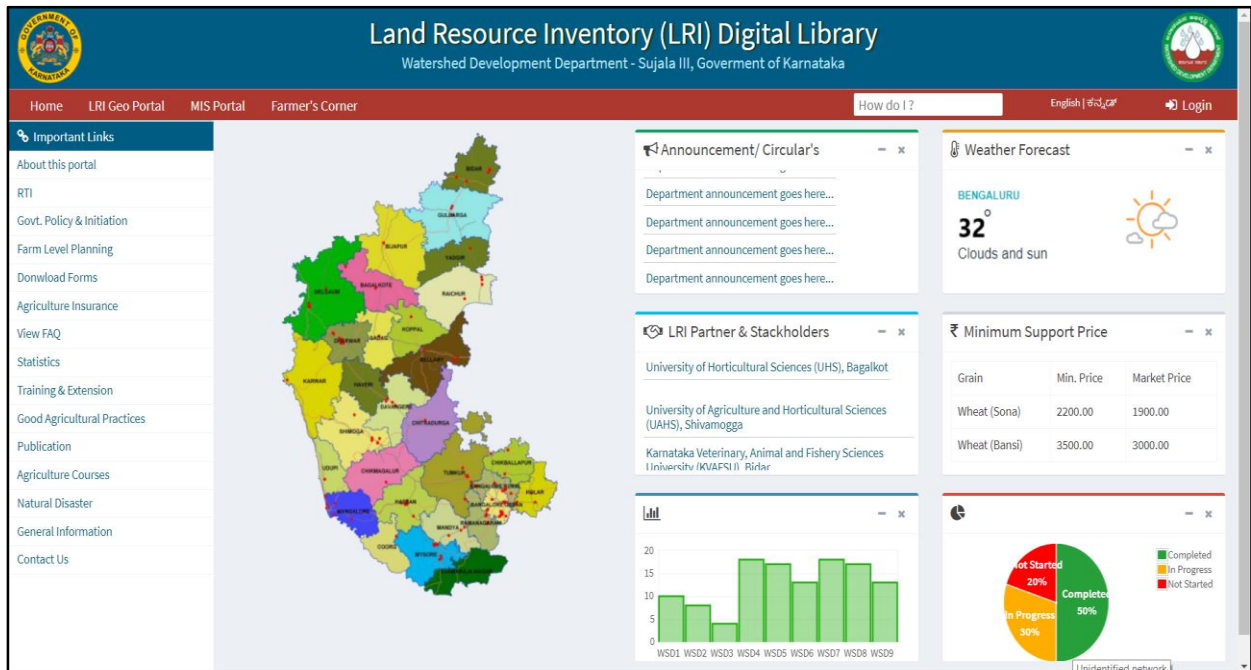 GOVERNMENT OF
KARNATAKA
Land Resource Inventory (LRI) Digital Library
Watershed Development Department - Sujala III, Goverment of Karnataka
Home
LRI Geo Portal
MIS Portal
Farmer's Corner
How do I ?
English | ಕನ್ನಡ
Login
Important Links
About this portal
RTI
Govt. Policy & Initiation
Farm Level Planning
Donwload Forms
Agriculture Insurance
View FAQ
Statistics
Training & Extension
Good Agricultural Practices
Publication
Agriculture Courses
Natural Disaster
General Information
Contact Us
BIDAR
GULBARGA
BIJAPUR
YADGIR
BELGAUM
BAGALKOTE
RAICHUR
KOPPAL
DHARWAR
GADAG
BELLARY
KARWAR
HAVERI
DAVANGERE
CHITRADURGA
SHIMOGA
UDUPI
CHIKMAGALUR
TUMKUR
CHIKBALLAPUR
BANGALORE RURAL
KOLAR
MANGALORE
HASSAN
BANGALORE URBAN
MANDYA
RAMANAGARAM
COORG
MYSORE
Announcement/ Circular's
Department announcement goes here...
Department announcement goes here...
Department announcement goes here...
Department announcement goes here...
Weather Forecast
BENGALURU
32°
Clouds and sun
LRI Partner & Stackholders
University of Horticultural Sciences (UHS), Bagalkot
University of Agriculture and Horticultural Sciences
(UAHS), Shivamogga
Karnataka Veterinary, Animal and Fishery Sciences
University (KVAFSU), Bidar
₹ Minimum Support Price
Grain Min. Price Market Price
Wheat (Sona) 2200.00 1900.00
Wheat (Bansi) 3500.00 3000.00
20
15
10
5
0
WSD1 WSD2 WSD3 WSD4 WSD5 WSD6 WSD7 WSD8 WSD9
Not Started
20%
Completed
50%
In Progress
30%
Completed
In Progress
Not Started
Unidentified network